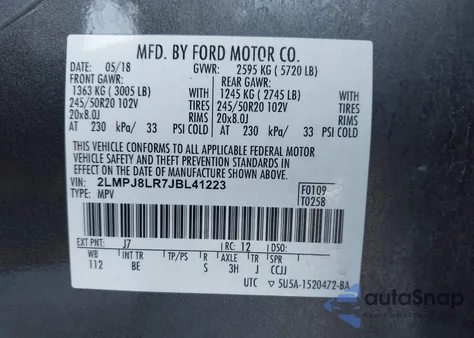 MFD. BY FORD MOTOR CO.
DATE: 05/18 GVWR: 2595 KG ( 5720 LB)
FRONT GAWR: REAR GAWR:
1363 KG ( 3005 LB) WITH 1245 KG ( 2745 LB) WITH
245/50R20 102V TIRES 245/50R20 102V TIRES
20x8.0J RIMS 20x8.0J RIMS
AT 230 kPa/ 33 PSI COLD AT 230 kPa/ 33 PSI COLD
THIS VEHICLE CONFORMS TO ALL APPLICABLE FEDERAL MOTOR
VEHICLE SAFETY, BUMPER AND THEFT PREVENTION STANDARDS IN
EFFECT ON THE DATE OF MANUFACTURE SHOWN ABOVE.
VIN: 2LMPJ8LR7JBL41223 F0109
TYPE: MPV T0258
EXT PNT: J7 RC: 12 DSO:
WB INT TR TP/PS R AXLE TR SPR
112 BE S 3H J CCJJ
UTC ▽5U5A-1520472-BA
autoSnap
www.autosnap.com